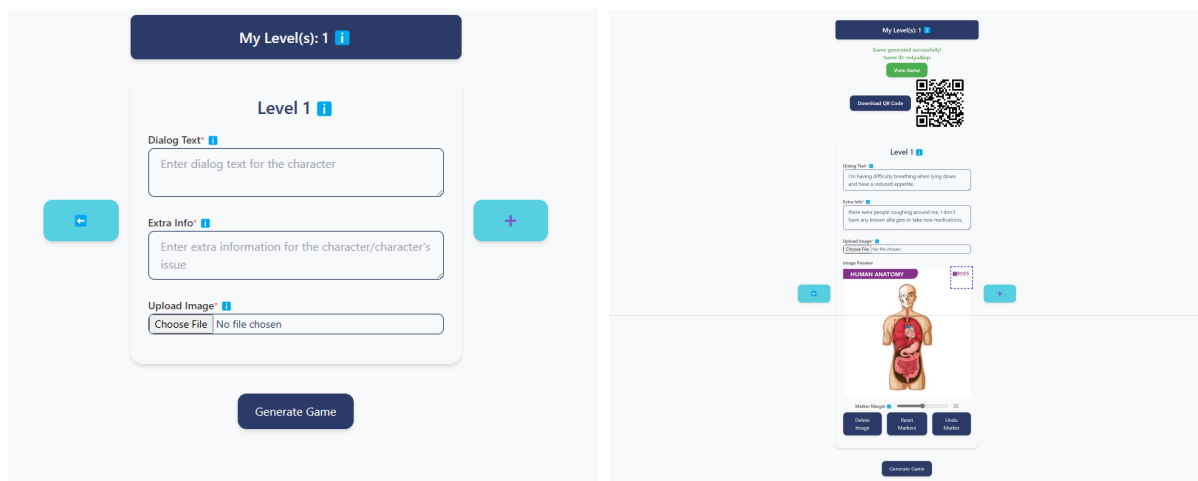 My Level(s): 1 i
Level 1 i
Dialog Text* i
Enter dialog text for the character
Extra Info* i
Enter extra information for the character/character's
issue
Upload Image* i
Choose File No file chosen
Generate Game
My Level(s): 1 i
Game generated successfully!
View Game
Download QR Code
Level 1 i
Dialog Text* i
I'm having difficulty breathing when lying down
and have a reduced appetite.
Extra Info* i
there were people coughing around me. I don't
have any known allergies or take new medications.
Upload Image* i
Choose File No file chosen
Image Preview
HUMAN ANATOMY
Marker Margin i 25
Delete
Image
Reset
Markers
Undo
Marker
Generate Game